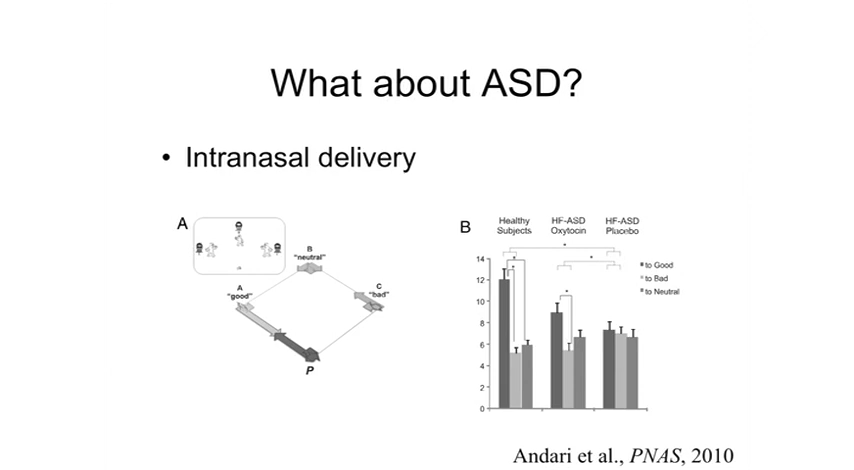 What about ASD?
• Intranasal delivery
A
B
"neutral"
A
"good"
C
"bad"
P
B
Healthy
Subjects
HF-ASD
Oxytocin
HF-ASD
Placebo
*
*
*
*
*
14
12
10
8
6
4
2
0
to Good
to Bad
to Neutral
Andari et al., PNAS, 2010